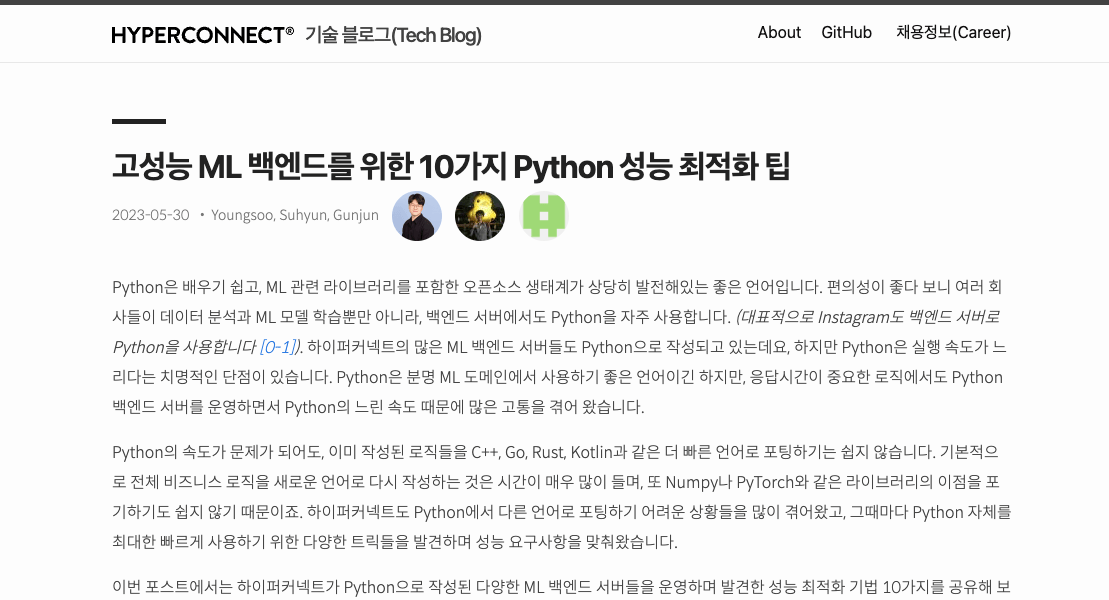 HYPERCONNECT® 기술 블로그(Tech Blog) About GitHub 채용정보(Career)
고성능 ML 백엔드를 위한 10가지 Python 성능 최적화 팁
2023-05-30 • Youngsoo, Suhyun, Gunjun
Python은 배우기 쉽고, ML 관련 라이브러리를 포함한 오픈소스 생태계가 상당히 발전해있는 좋은 언어입니다. 편의성이 좋다 보니 여러 회
사들이 데이터 분석과 ML 모델 학습뿐만 아니라, 백엔드 서버에서도 Python을 자주 사용합니다. (대표적으로 Instagram도 백엔드 서버로
Python을 사용합니다 [0-1]). 하이퍼커넥트의 많은 ML 백엔드 서버들도 Python으로 작성되고 있는데요, 하지만 Python은 실행 속도가 느
리다는 치명적인 단점이 있습니다. Python은 분명 ML 도메인에서 사용하기 좋은 언어이긴 하지만, 응답시간이 중요한 로직에서도 Python
백엔드 서버를 운영하면서 Python의 느린 속도 때문에 많은 고통을 겪어 왔습니다.
Python의 속도가 문제가 되어도, 이미 작성된 로직들을 C++, Go, Rust, Kotlin과 같은 더 빠른 언어로 포팅하기는 쉽지 않습니다. 기본적으
로 전체 비즈니스 로직을 새로운 언어로 다시 작성하는 것은 시간이 매우 많이 들며, 또 Numpy나 PyTorch와 같은 라이브러리의 이점을 포
기하기도 쉽지 않기 때문이죠. 하이퍼커넥트도 Python에서 다른 언어로 포팅하기 어려운 상황들을 많이 겪어왔고, 그때마다 Python 자체를
최대한 빠르게 사용하기 위한 다양한 트릭들을 발견하며 성능 요구사항을 맞춰왔습니다.
이번 포스트에서는 하이퍼커넥트가 Python으로 작성된 다양한 ML 백엔드 서버들을 운영하며 발견한 성능 최적화 기법 10가지를 공유해 보